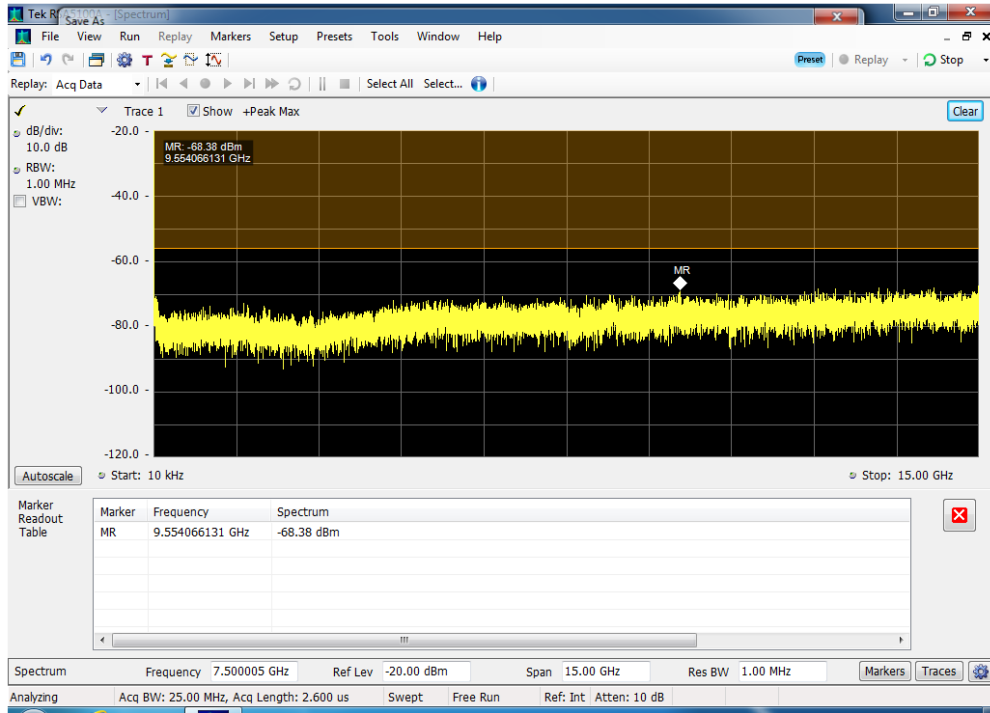 Tek R A5100A - [Spectrum]
Save As
File View Run Replay Markers Setup Presets Tools Window Help
T Preset Replay Stop
Replay: Acq Data Select All Select...
Trace 1 Show +Peak Max Clear
dB/div:
10.0 dB
RBW:
1.00 MHz
VBW:
-20.0
MR: -68.38 dBm
9.554066131 GHz
-40.0
-60.0
MR
-80.0
-100.0
-120.0
Autoscale Start: 10 kHz Stop: 15.00 GHz
Marker
Readout
Table
Marker Frequency Spectrum
MR 9.554066131 GHz -68.38 dBm
Spectrum Frequency 7.500005 GHz Ref Lev -20.00 dBm Span 15.00 GHz Res BW 1.00 MHz Markers Traces
Analyzing Acq BW: 25.00 MHz, Acq Length: 2.600 us Swept Free Run Ref: Int Atten: 10 dB